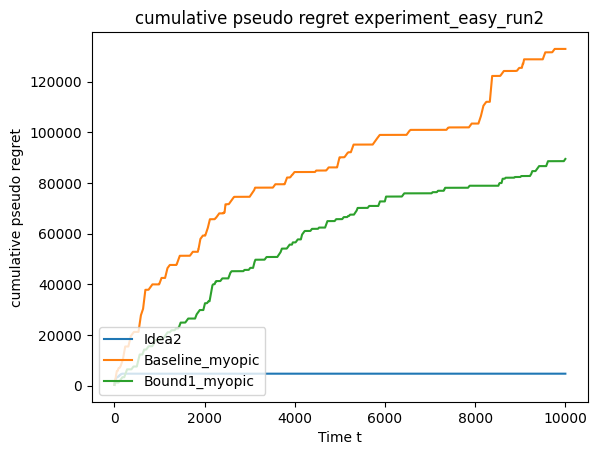 cumulative pseudo regret experiment_easy_run2
cumulative pseudo regret
120000
100000
80000
60000
40000
20000
0
Idea2
Baseline_myopic
Bound1_myopic
0 2000 4000 6000 8000 10000
Time t